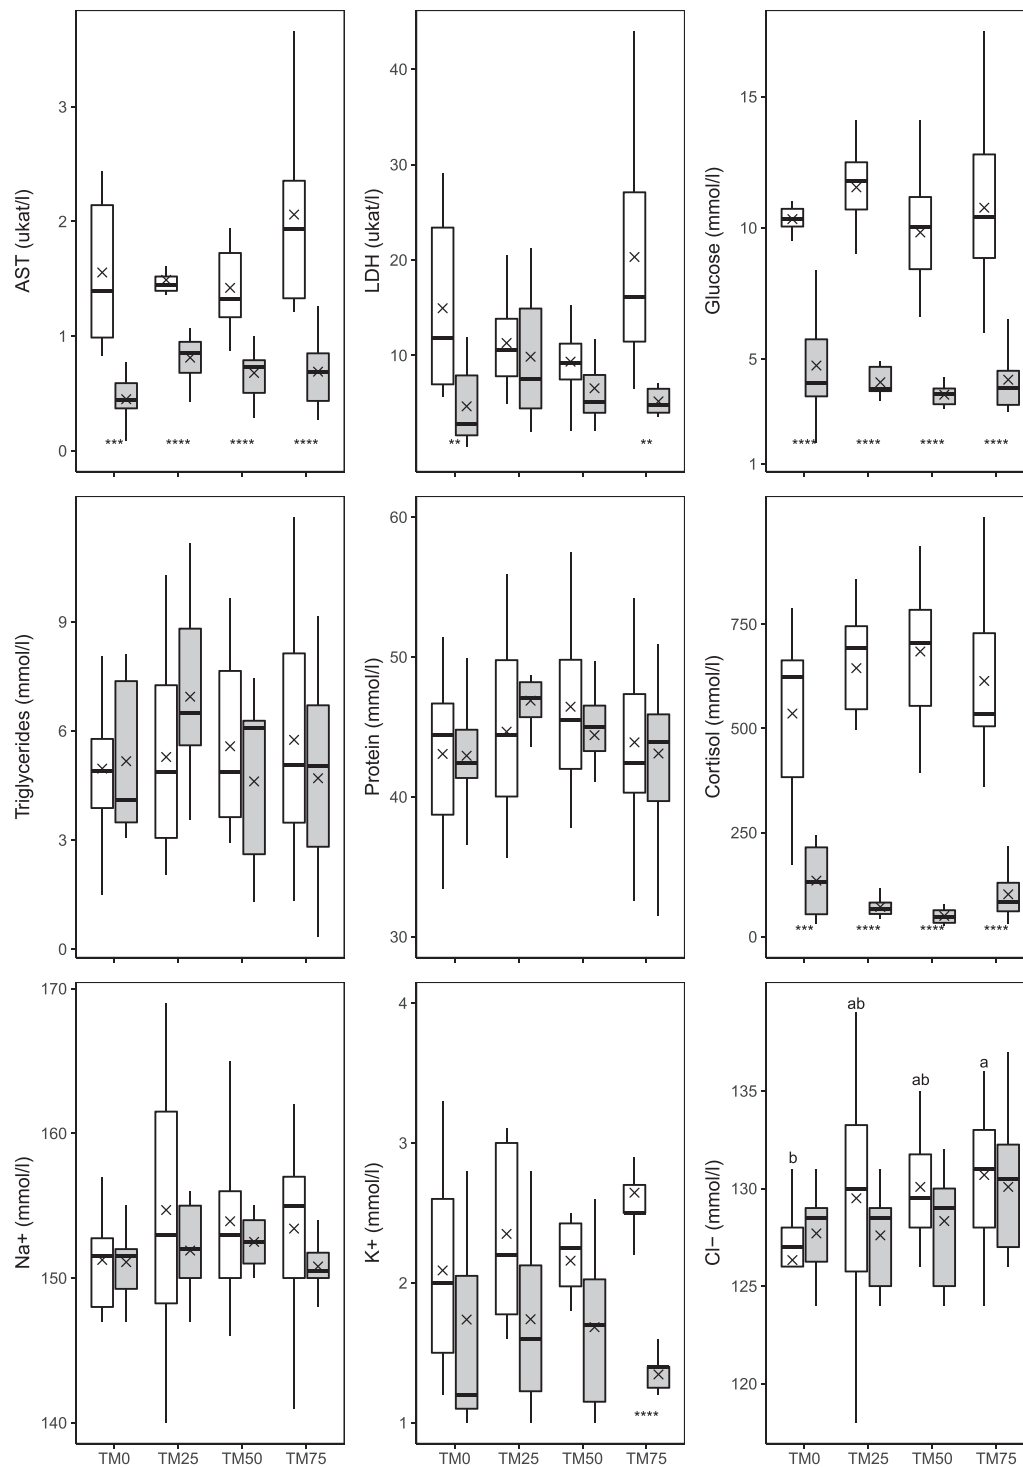 AST (ukat/l)
3
2
1
0
*** **** **** ****
LDH (ukat/l)
40
30
20
10
** **
Glucose (mmol/l)
15
10
5
1
**** **** **** ****
Triglycerides (mmol/l)
9
6
3
0
Protein (mmol/l)
60
50
40
30
Cortisol (mmol/l)
750
500
250
0
*** **** **** ****
Na+ (mmol/l)
170
160
150
140
TM0 TM25 TM50 TM75
K+ (mmol/l)
4
3
2
1
****
TM0 TM25 TM50 TM75
Cl− (mmol/l)
135
130
125
120
b ab ab a
TM0 TM25 TM50 TM75